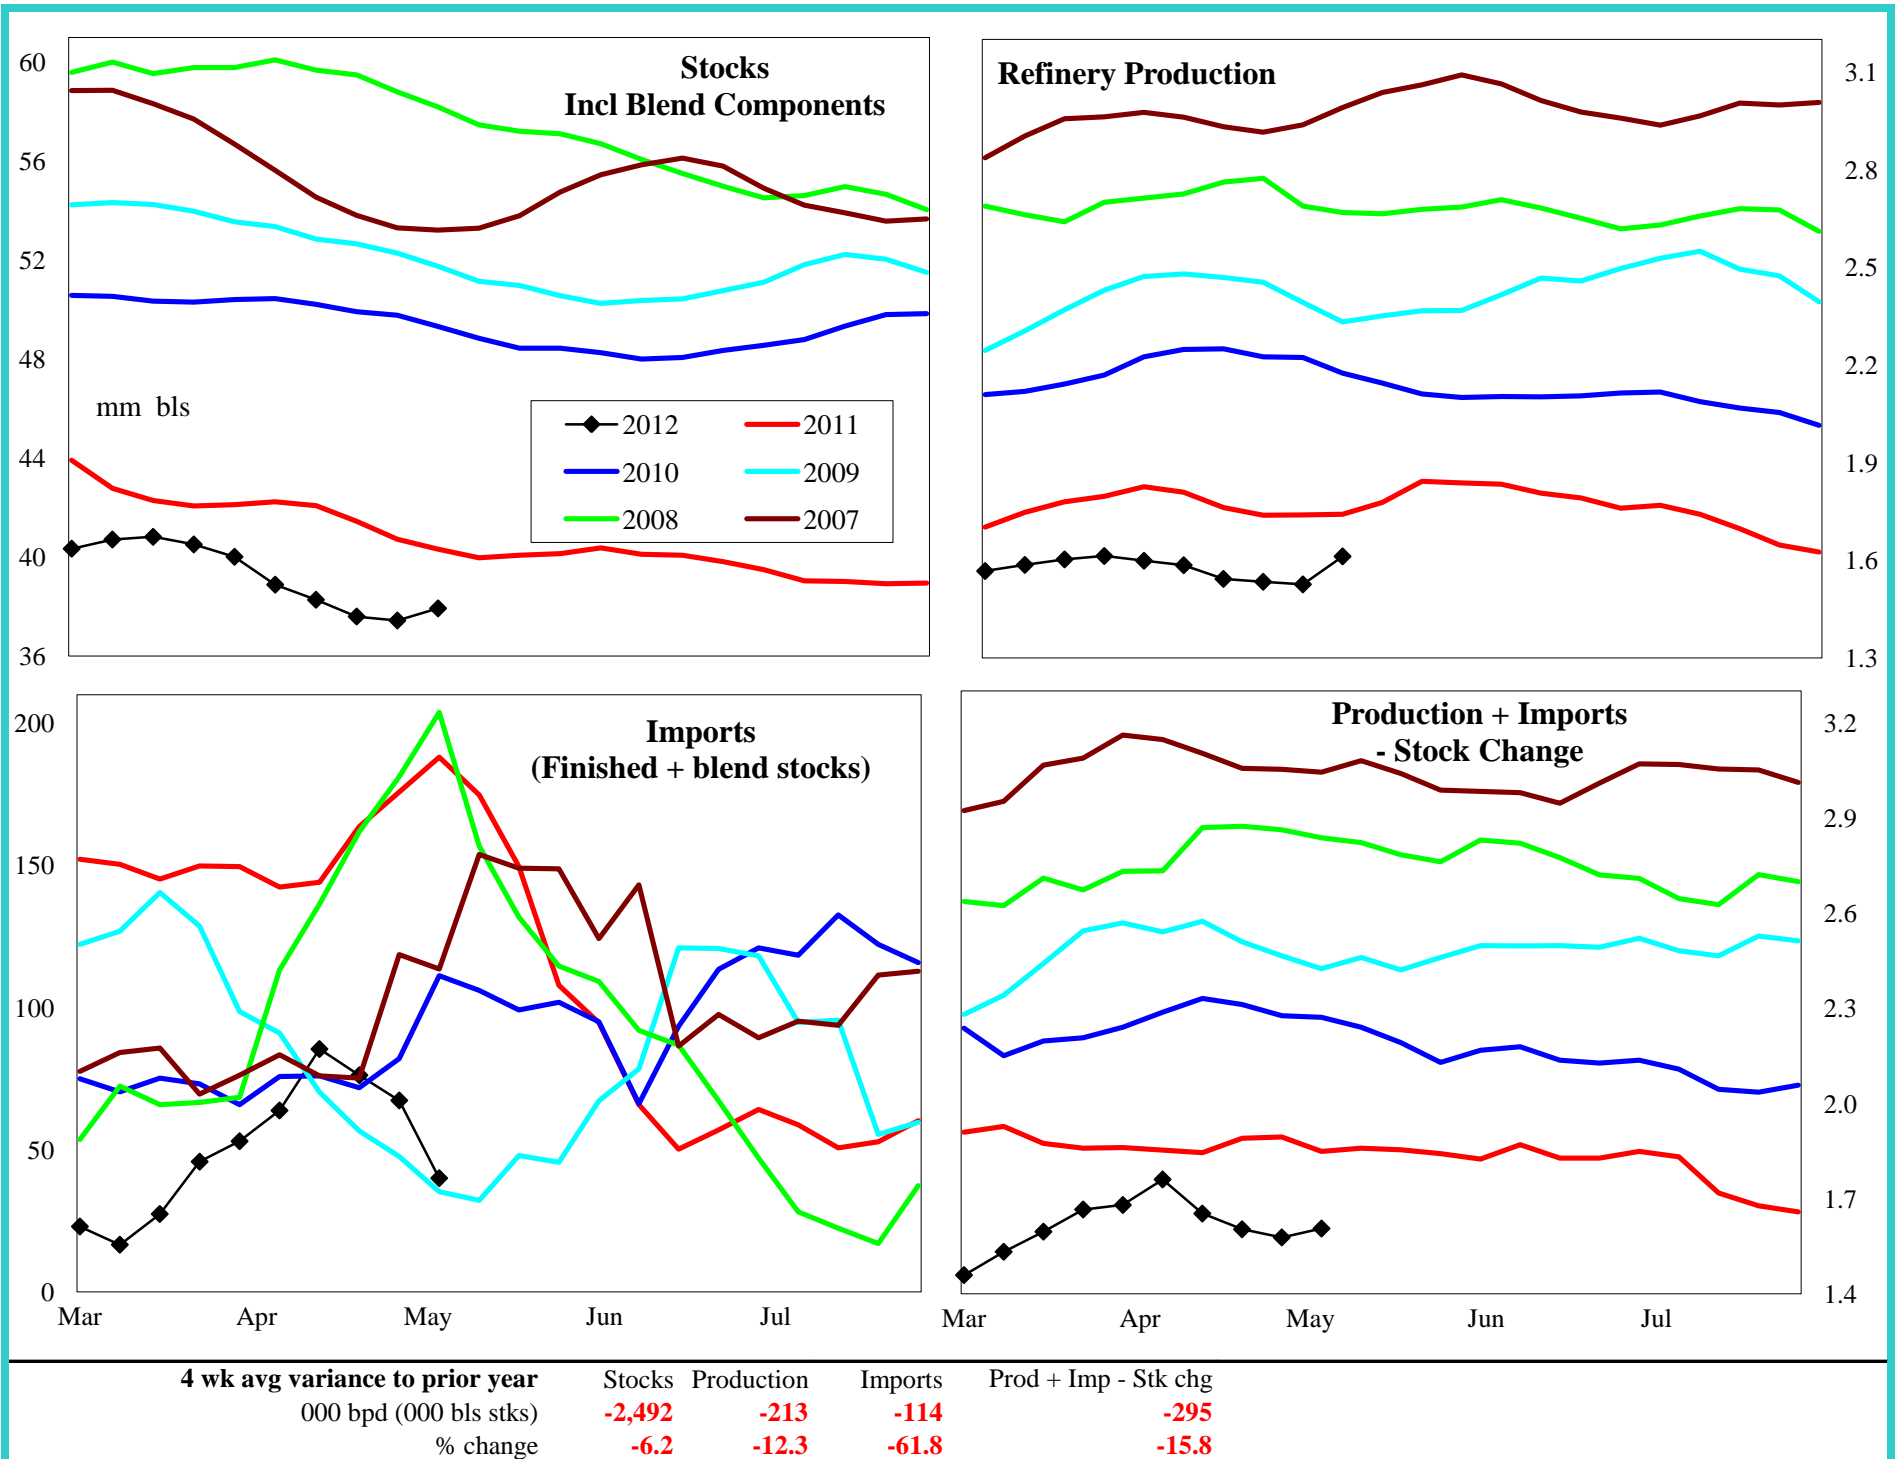 Stocks
Incl Blend Components
60
56
52
48
44
40
36
mm bls
2012 2011
2010 2009
2008 2007
Refinery Production
3.1
2.8
2.5
2.2
1.9
1.6
1.3
Imports
(Finished + blend stocks)
200
150
100
50
0
Mar Apr May Jun Jul
Production + Imports
- Stock Change
3.2
2.9
2.6
2.3
2.0
1.7
1.4
Mar Apr May Jun Jul
4 wk avg variance to prior year Stocks Production Imports Prod + Imp - Stk chg
000 bpd (000 bls stks) -2,492 -213 -114 -295
% change -6.2 -12.3 -61.8 -15.8